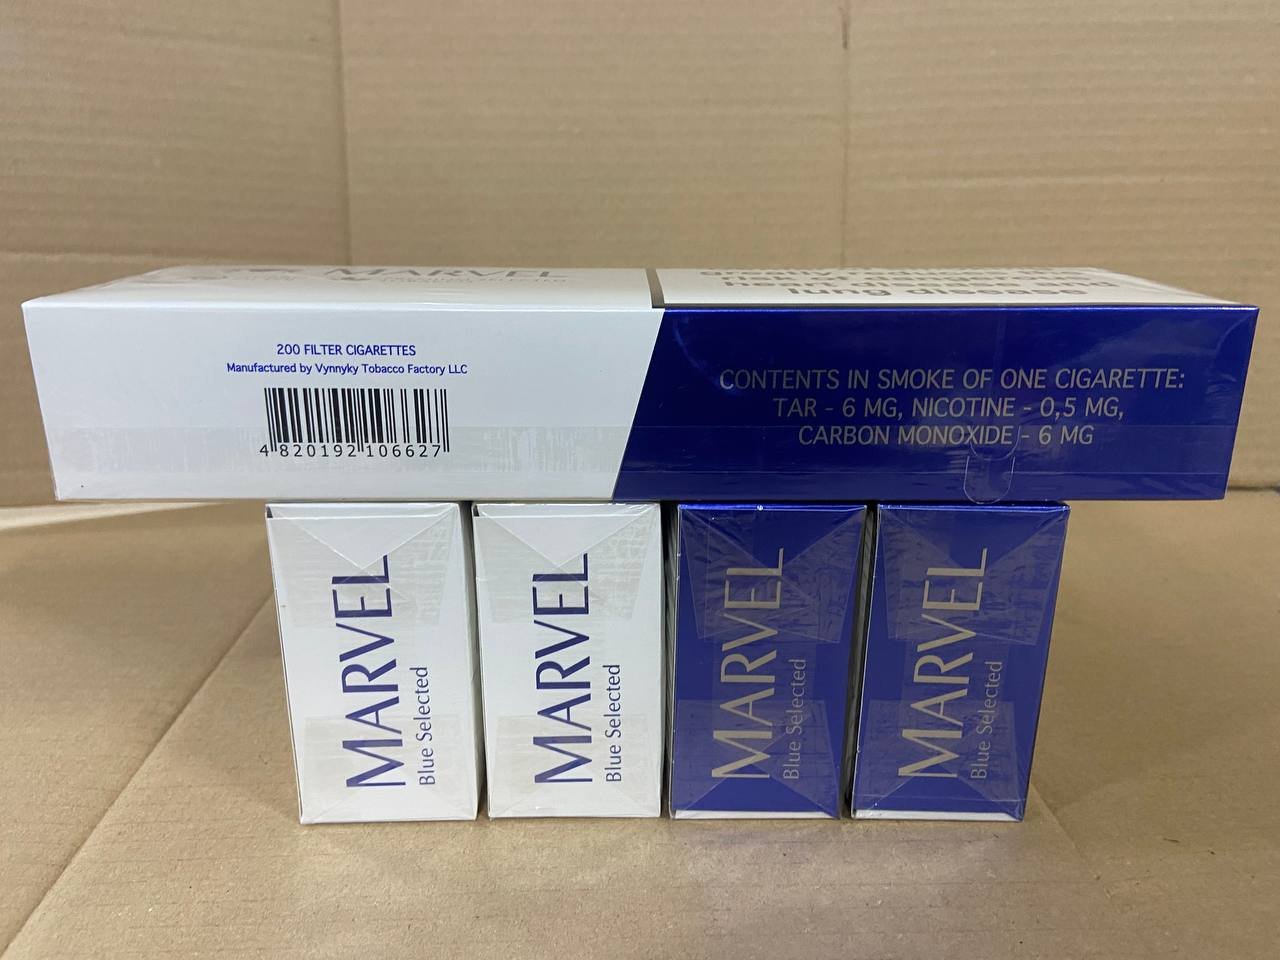 MARVEL
200 FILTER CIGARETTES
Manufactured by Vynnyky Tobacco Factory LLC
4 820192 106627
CONTENTS IN SMOKE OF ONE CIGARETTE:
TAR - 6 MG, NICOTINE - 0,5 MG,
CARBON MONOXIDE - 6 MG
MARVEL
Blue Selected
MARVEL
Blue Selected
MARVEL
Blue Selected
MARVEL
Blue Selected